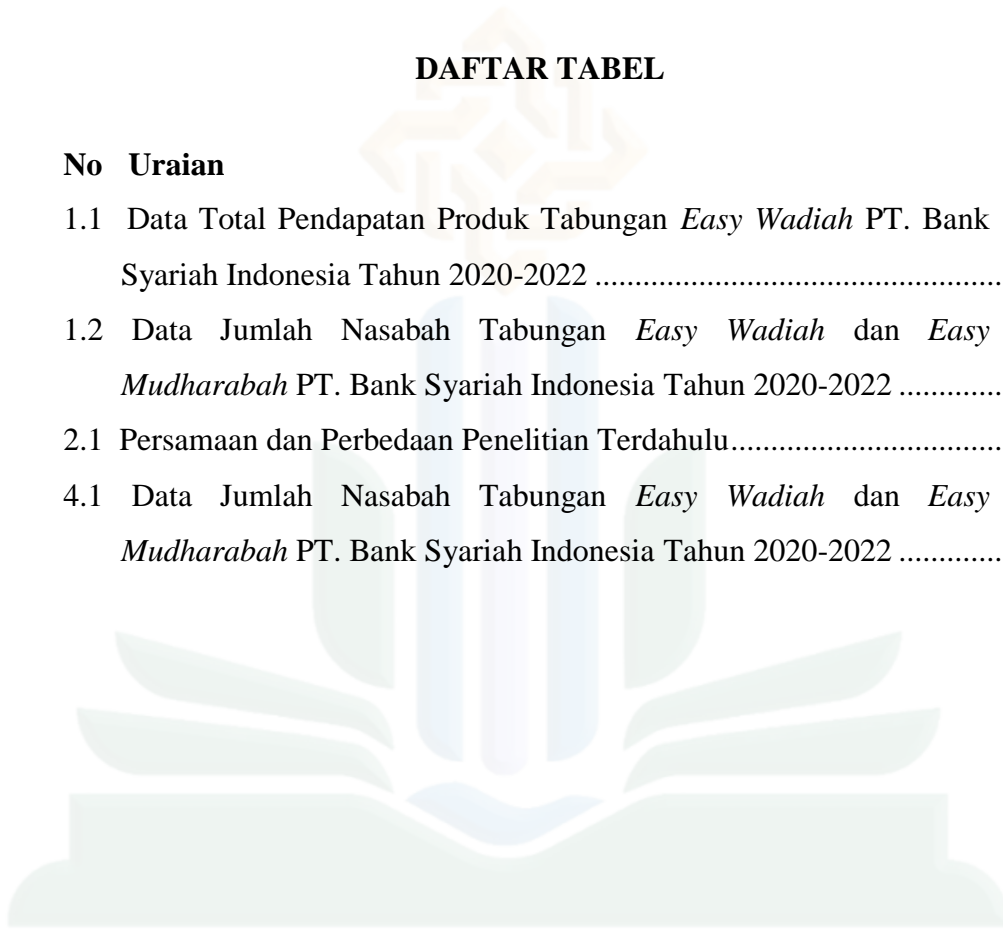 DAFTAR TABEL
No Uraian
1.1 Data Total Pendapatan Produk Tabungan Easy Wadiah PT. Bank
Syariah Indonesia Tahun 2020-2022 ...................................................
1.2 Data Jumlah Nasabah Tabungan Easy Wadiah dan Easy
Mudharabah PT. Bank Syariah Indonesia Tahun 2020-2022 .............
2.1 Persamaan dan Perbedaan Penelitian Terdahulu..................................
4.1 Data Jumlah Nasabah Tabungan Easy Wadiah dan Easy
Mudharabah PT. Bank Syariah Indonesia Tahun 2020-2022 .............